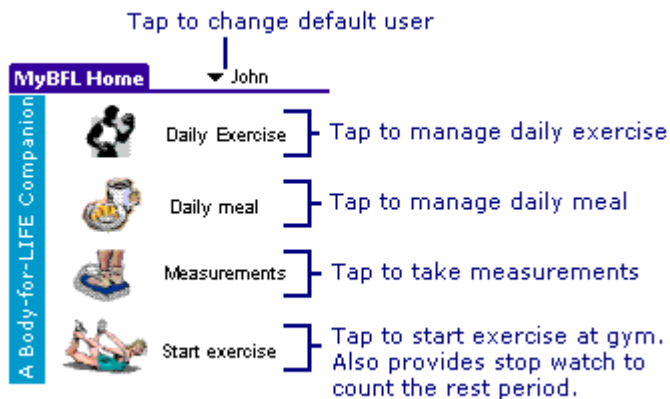 Tap to change default user
MyBFL Home
John
A Body-for-LIFE Companion
Daily Exercise
Tap to manage daily exercise
Daily meal
Tap to manage daily meal
Measurements
Tap to take measurements
Start exercise
Tap to start exercise at gym.
Also provides stop watch to
count the rest period.